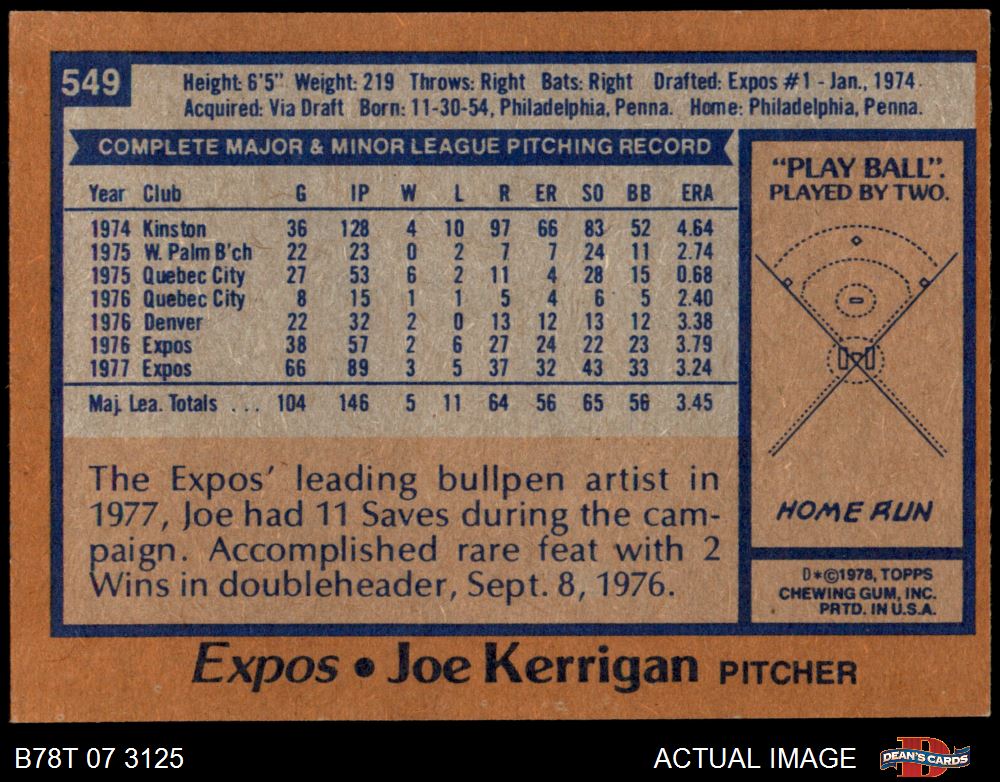 549
Height: 6'5" Weight: 219 Throws: Right Bats: Right Drafted: Expos #1 - Jan., 1974.
Acquired: Via Draft Born: 11-30-54, Philadelphia, Penna. Home: Philadelphia, Penna.
COMPLETE MAJOR & MINOR LEAGUE PITCHING RECORD
Year Club G IP W L R ER SO BB ERA
1974 Kinston 36 128 4 10 97 66 83 52 4.64
1975 W. Palm B'ch 22 23 0 2 7 7 24 11 2.74
1975 Quebec City 27 53 6 2 11 4 28 15 0.68
1976 Quebec City 8 15 1 1 5 4 6 5 2.40
1976 Denver 22 32 2 0 13 12 13 12 3.38
1976 Expos 38 57 2 6 27 24 22 23 3.79
1977 Expos 66 89 3 5 37 32 43 33 3.24
Maj. Lea. Totals ... 104 146 5 11 64 56 65 56 3.45
The Expos' leading bullpen artist in
1977, Joe had 11 Saves during the cam-
paign. Accomplished rare feat with 2
Wins in doubleheader, Sept. 8, 1976.
"PLAY BALL".
PLAYED BY TWO.
HOME RUN
D*©1978, TOPPS
CHEWING GUM, INC.
PRTD. IN U.S.A.
Expos • Joe Kerrigan PITCHER
B78T 07 3125 ACTUAL IMAGE
DEAN'S CARDS